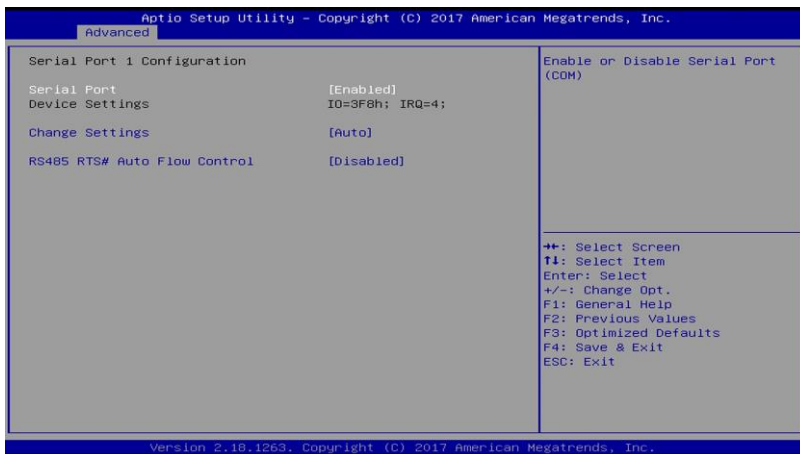 Aptio Setup Utility – Copyright (C) 2017 American Megatrends, Inc.
Advanced
Serial Port 1 Configuration
Serial Port [Enabled]
Device Settings IO=3F8h; IRQ=4;
Change Settings [Auto]
RS485 RTS# Auto Flow Control [Disabled]
Enable or Disable Serial Port
(COM)
→←: Select Screen
↑↓: Select Item
Enter: Select
+/-: Change Opt.
F1: General Help
F2: Previous Values
F3: Optimized Defaults
F4: Save & Exit
ESC: Exit
Version 2.18.1263. Copyright (C) 2017 American Megatrends, Inc.